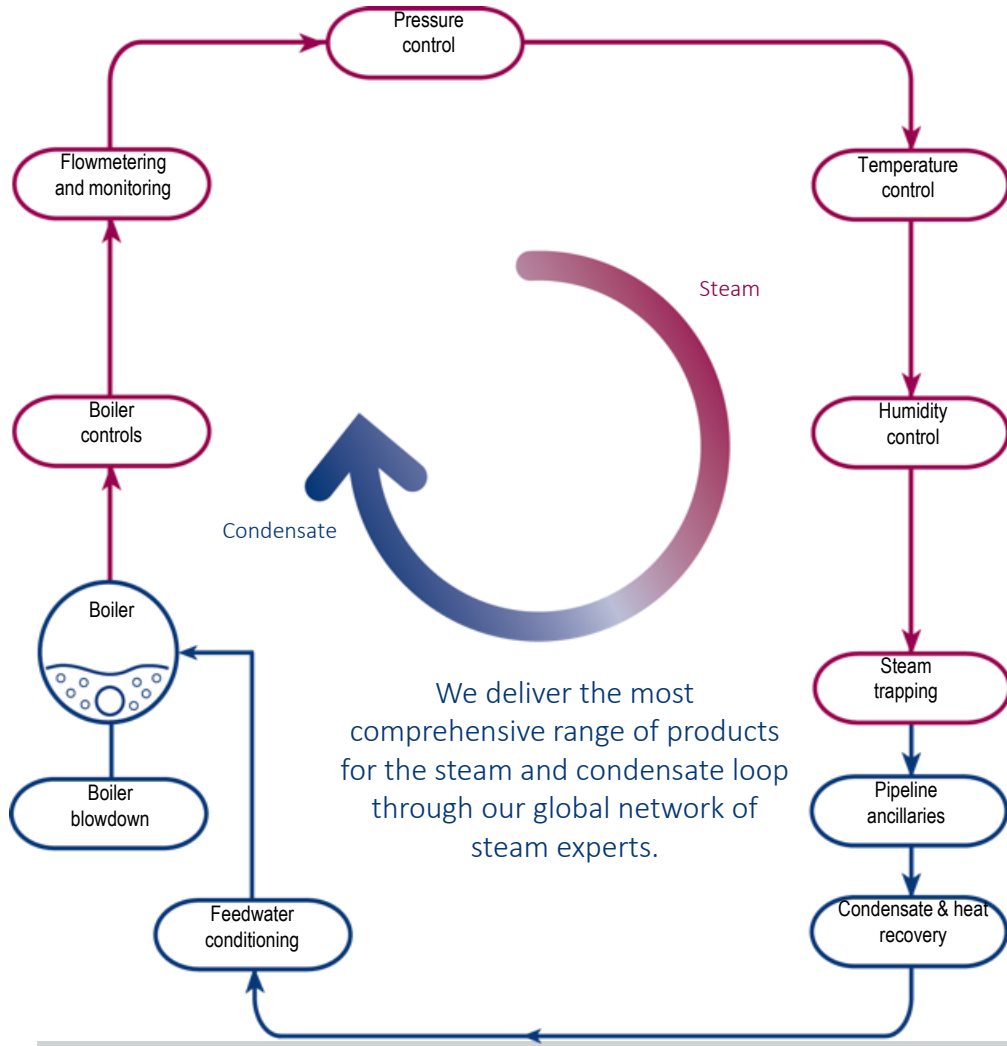 Pressure
control
Flowmetering
and monitoring
Temperature
control
Steam
Boiler
controls
Humidity
control
Condensate
Boiler
Steam
trapping
We deliver the most
comprehensive range of products
for the steam and condensate loop
through our global network of
steam experts.
Boiler
blowdown
Pipeline
ancillaries
Feedwater
conditioning
Condensate & heat
recovery